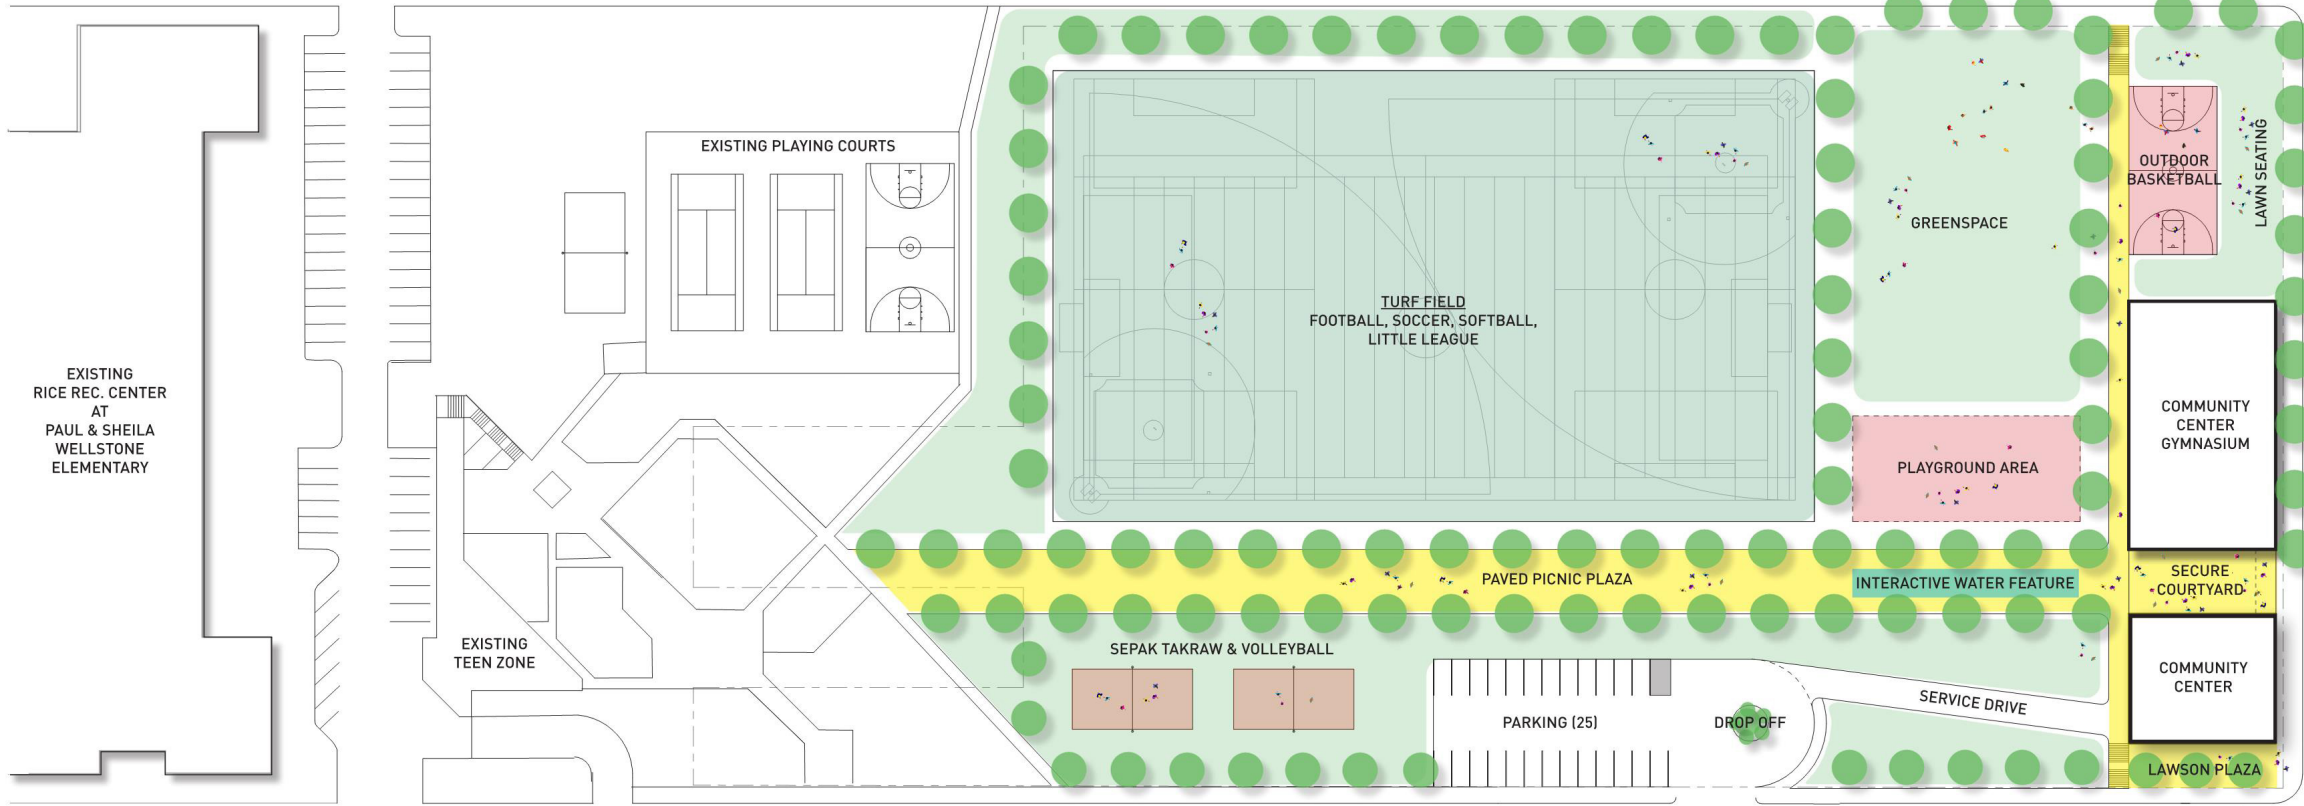 EXISTING
RICE REC. CENTER
AT
PAUL & SHEILA
WELLSTONE
ELEMENTARY
EXISTING PLAYING COURTS
EXISTING
TEEN ZONE
TURF FIELD
FOOTBALL, SOCCER, SOFTBALL,
LITTLE LEAGUE
GREENSPACE
OUTDOOR
BASKETBALL
LAWN SEATING
COMMUNITY
CENTER
GYMNASIUM
PLAYGROUND AREA
PAVED PICNIC PLAZA
INTERACTIVE WATER FEATURE
SECURE
COURTYARD
SEPAK TAKRAW & VOLLEYBALL
PARKING (25)
DROP OFF
SERVICE DRIVE
COMMUNITY
CENTER
LAWSON PLAZA